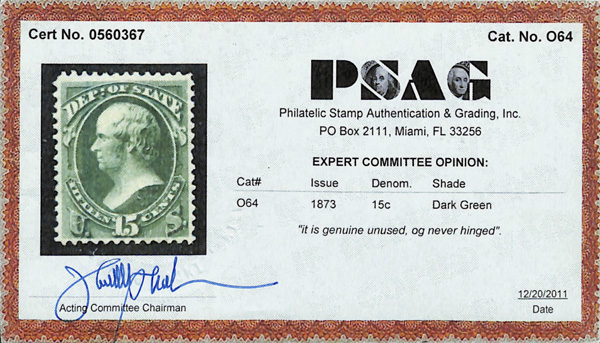 Cert No. 0560367
Cat. No. O64
DEPT. OF STATE.
FIFTEEN 15 CENTS.
U. S.
PSAG
Philatelic Stamp Authentication & Grading, Inc.
PO Box 2111, Miami, FL 33256
EXPERT COMMITTEE OPINION:
Cat# Issue Denom. Shade
O64 1873 15c Dark Green
"it is genuine unused, og never hinged".
Acting Committee Chairman
12/20/2011
Date